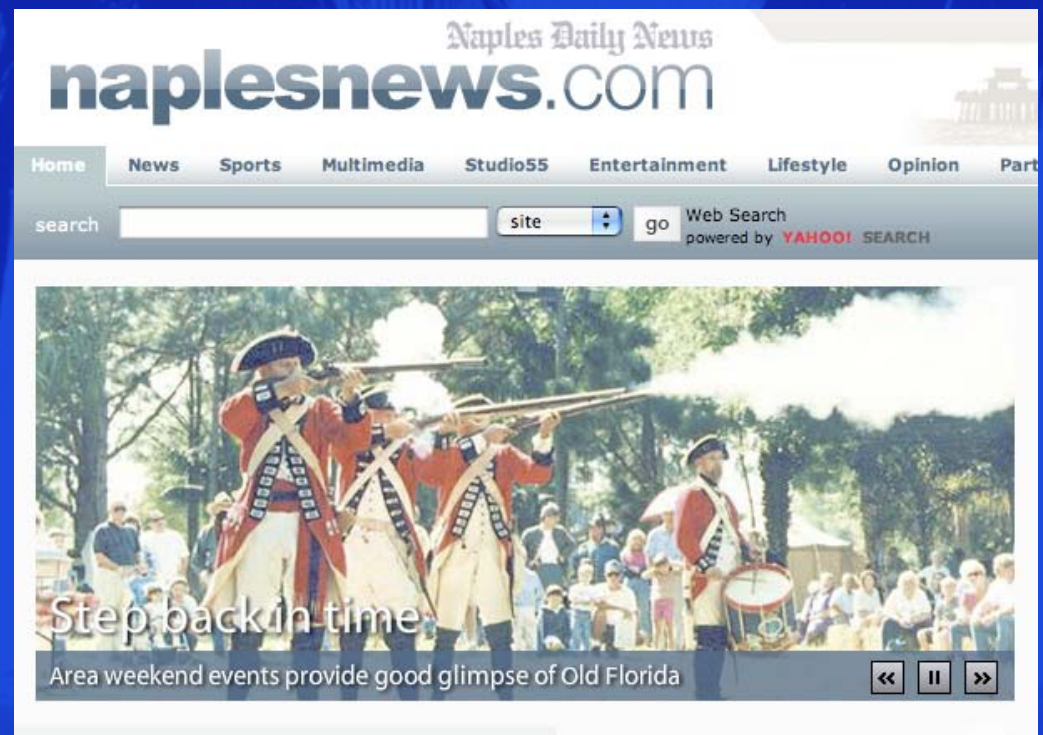 Naples Daily News
naplesnews.com
Home News Sports Multimedia Studio55 Entertainment Lifestyle Opinion Part
search site go Web Search
powered by YAHOO! SEARCH
Step back in time
Area weekend events provide good glimpse of Old Florida